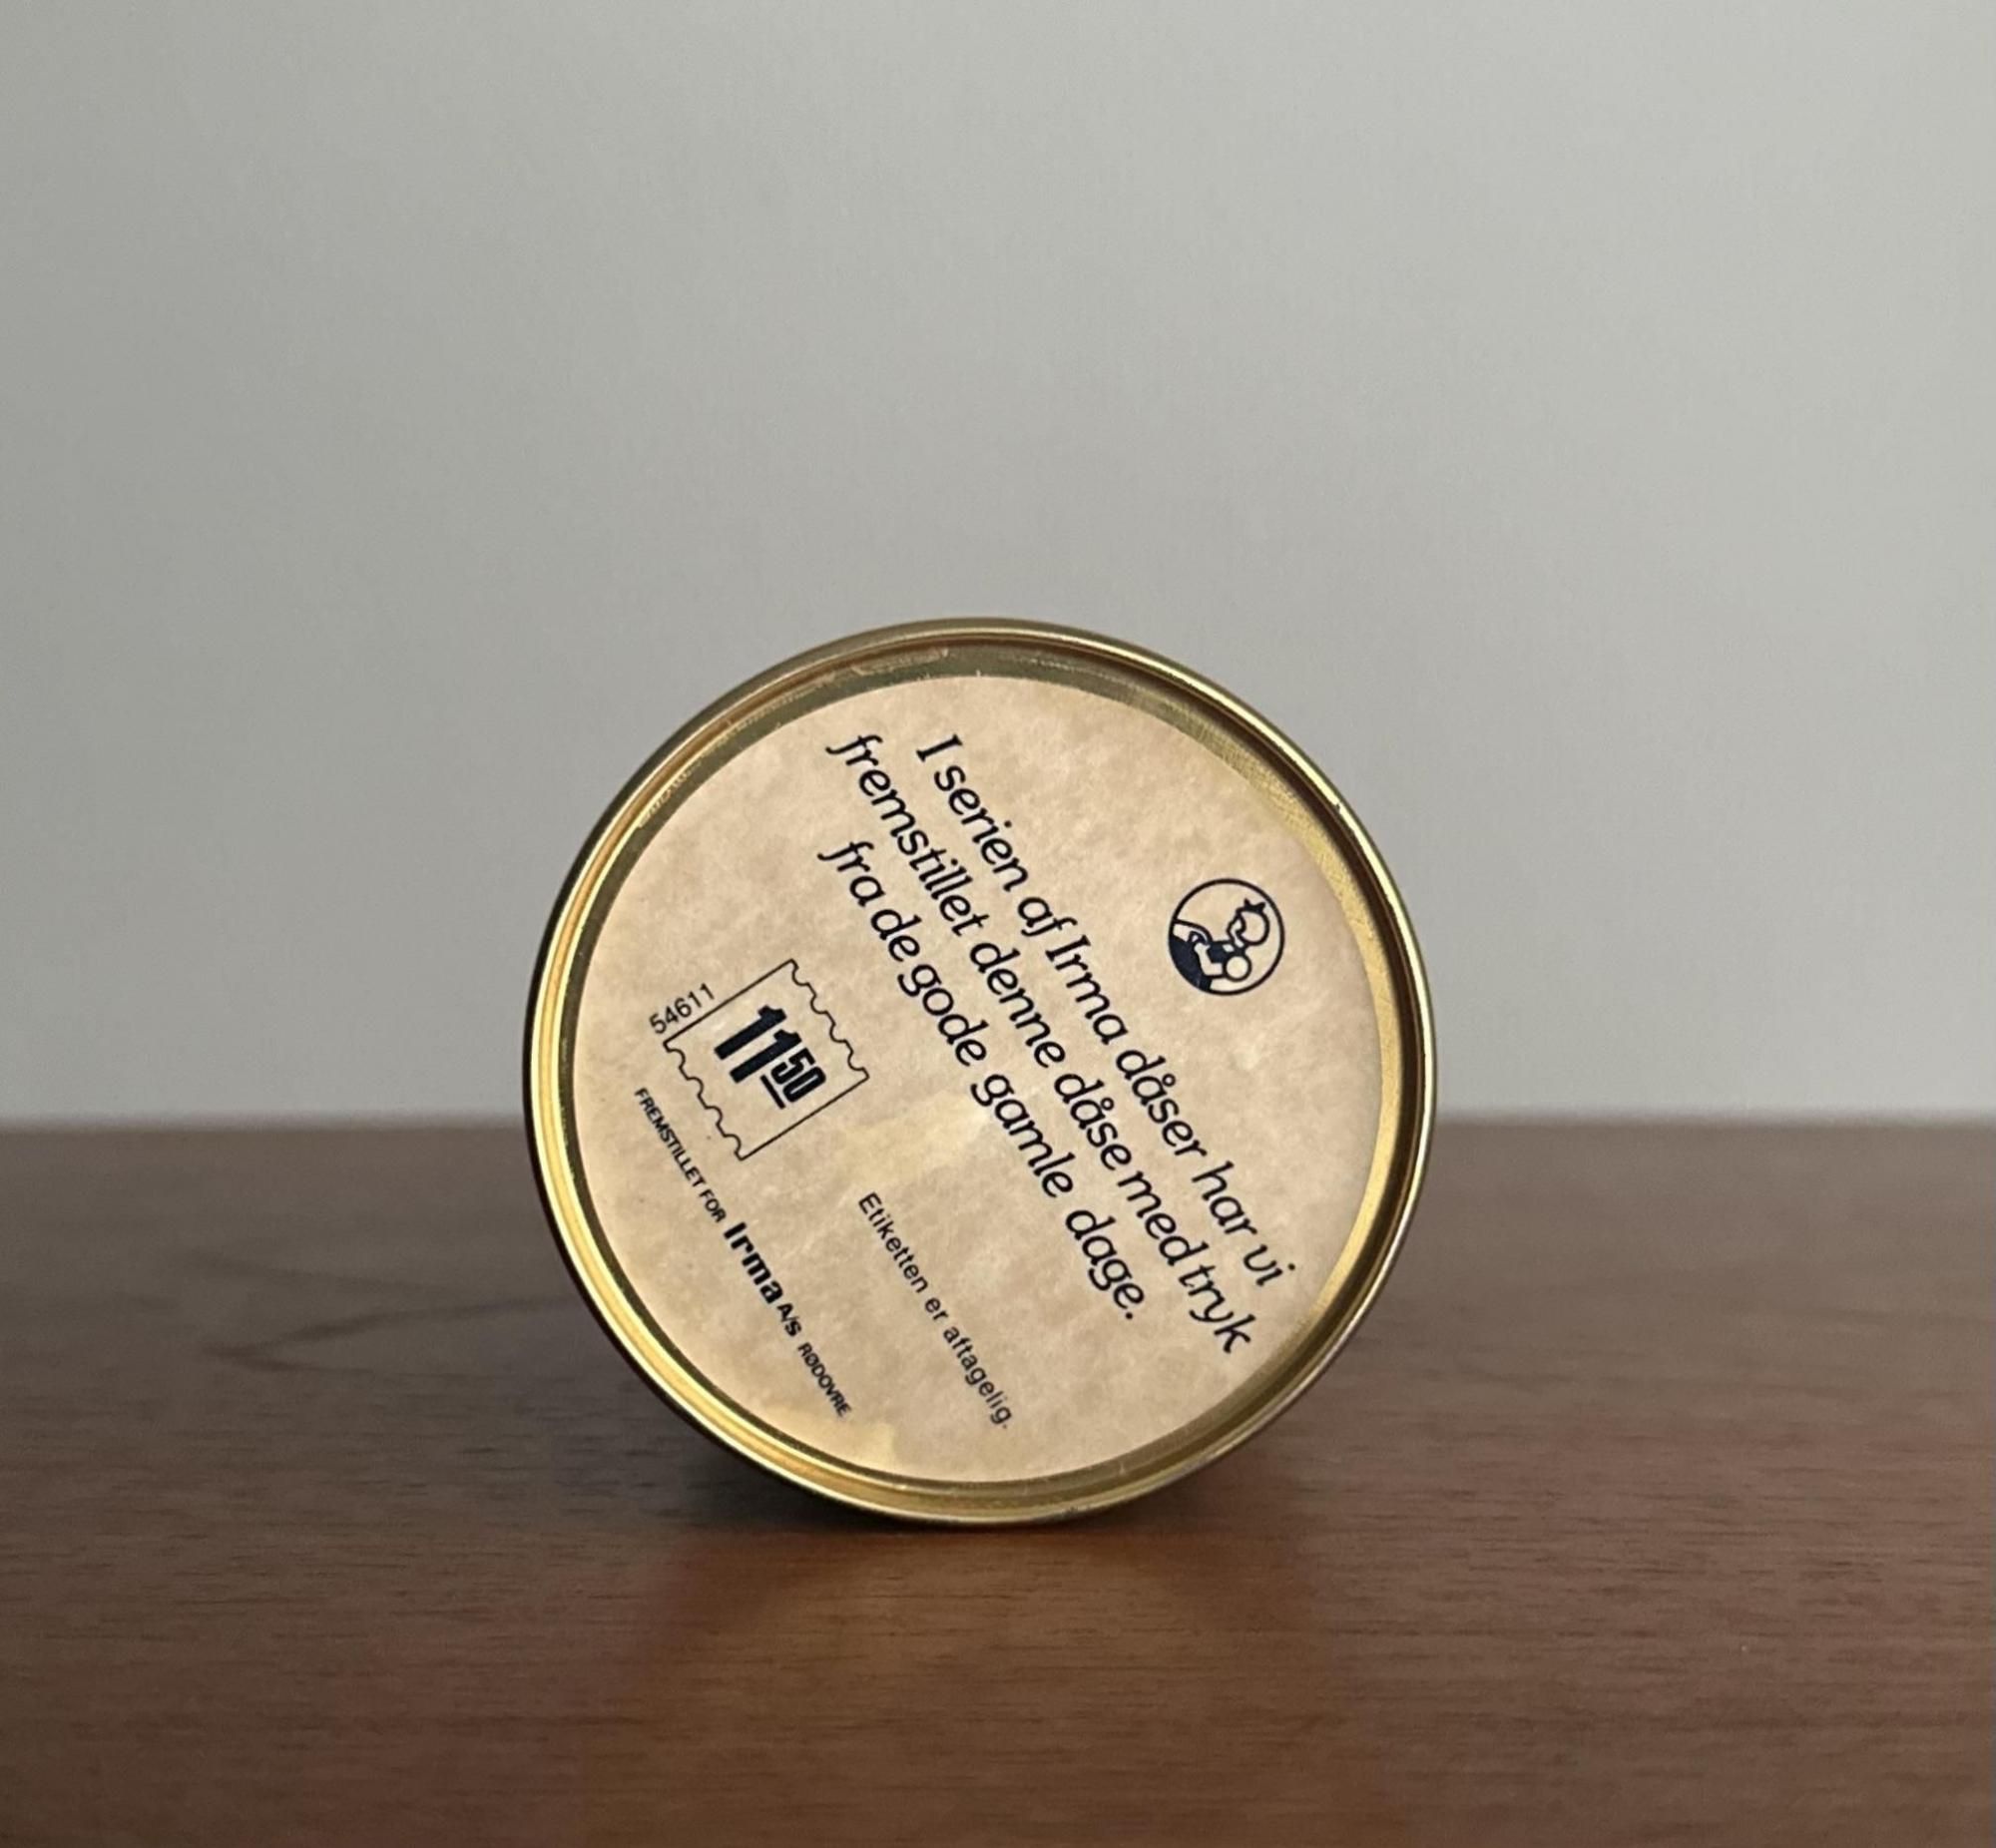 I serien af Irma dåser har vi
fremstillet denne dåse med tryk
fra de gode gamle dage.
54611
11 50
Etiketten er aftagelig.
FREMSTILLET FOR Irma A/S RØDOVRE